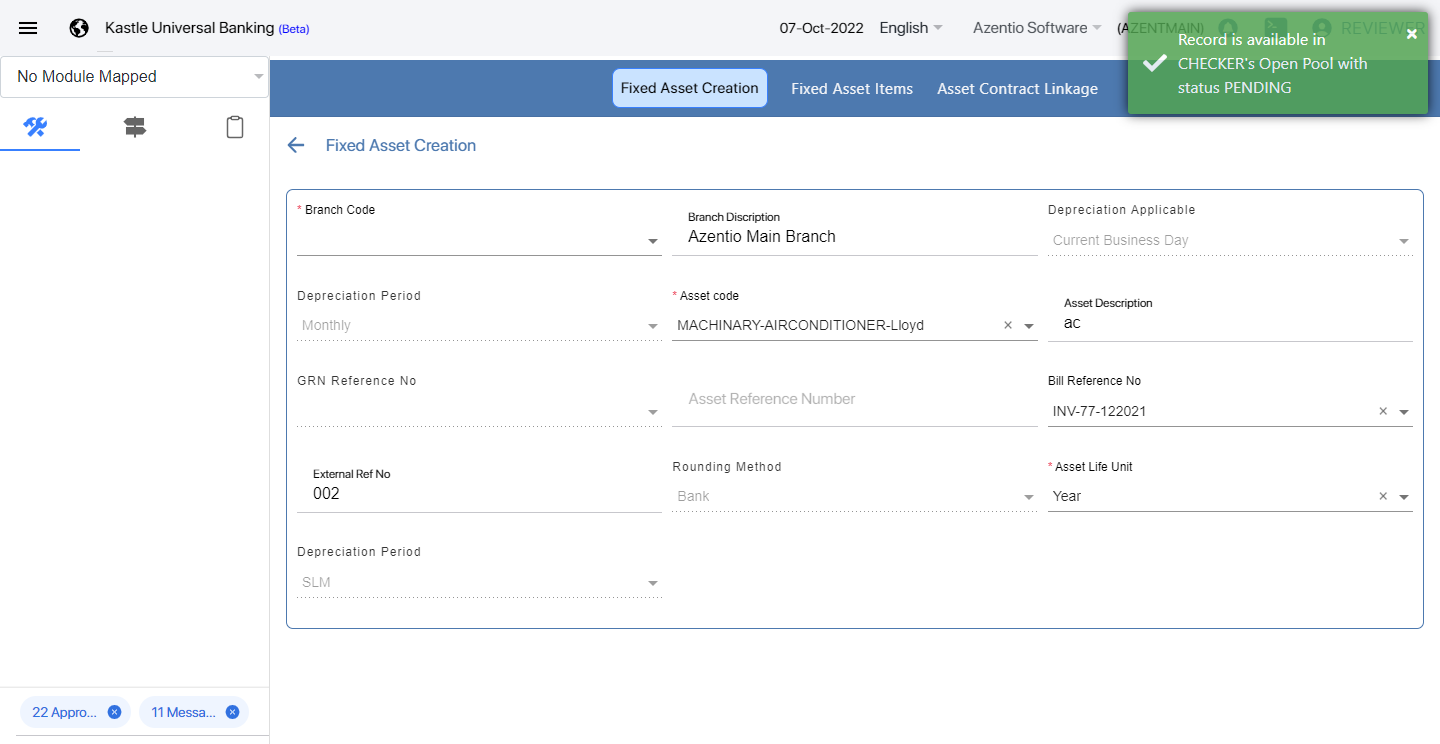 Kastle Universal Banking (Beta)
07-Oct-2022
English
Azentio Software
(AZENTMAIN)
REVIEWER
Record is available in
CHECKER's Open Pool with
status PENDING
No Module Mapped
Fixed Asset Creation
Fixed Asset Items
Asset Contract Linkage
Fixed Asset Creation
* Branch Code
Branch Discription
Azentio Main Branch
Depreciation Applicable
Current Business Day
Depreciation Period
Monthly
* Asset code
MACHINARY-AIRCONDITIONER-Lloyd
Asset Description
ac
GRN Reference No
Asset Reference Number
Bill Reference No
INV-77-122021
External Ref No
002
Rounding Method
Bank
* Asset Life Unit
Year
Depreciation Period
SLM
22 Appro...
11 Messa...